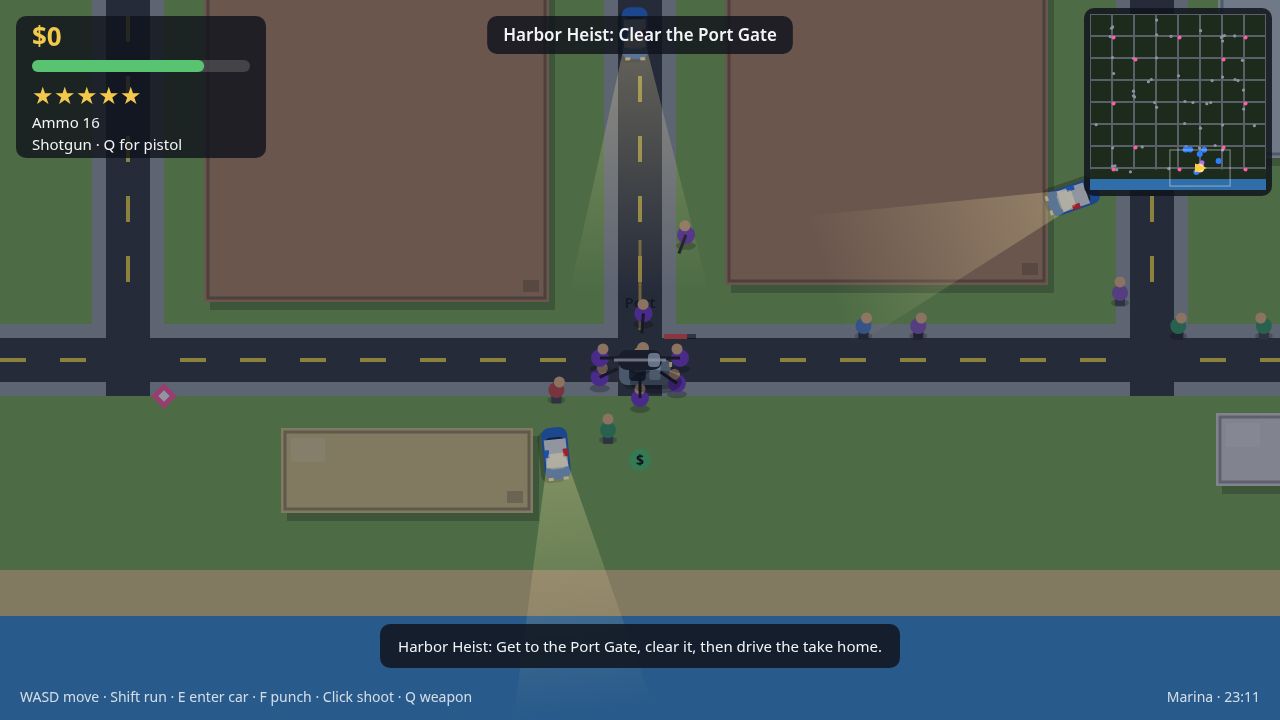 $0
★★★★★
Ammo 16
Shotgun · Q for pistol
Harbor Heist: Clear the Port Gate
$
Harbor Heist: Get to the Port Gate, clear it, then drive the take home.
WASD move · Shift run · E enter car · F punch · Click shoot · Q weapon
Marina · 23:11